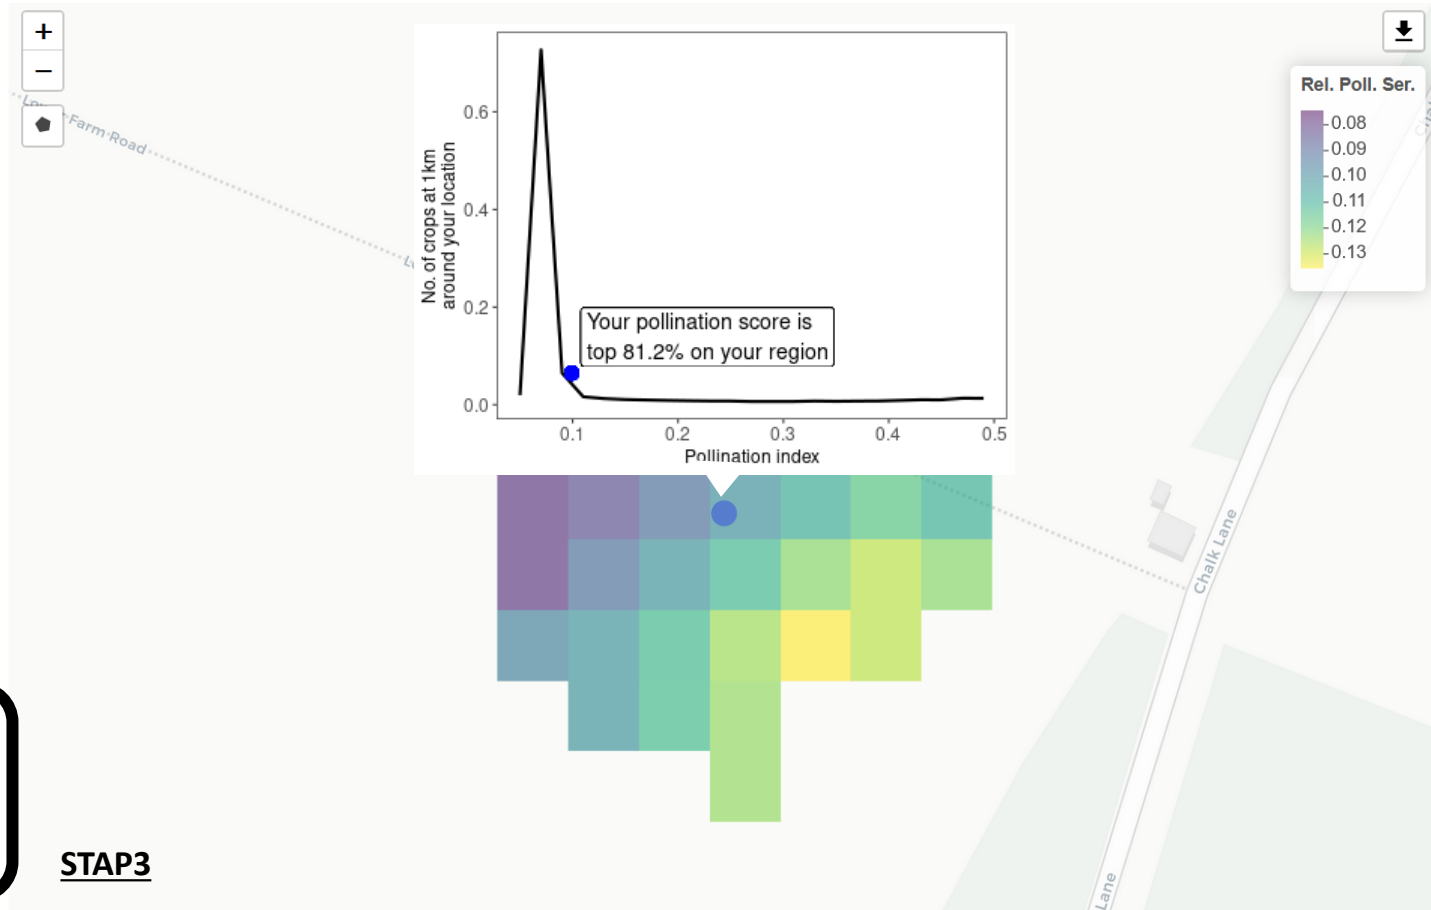 +
−
Farm Road
No. of crops at 1km
around your location
0.6
0.4
0.2
0.0
Your pollination score is
top 81.2% on your region
0.1 0.2 0.3 0.4 0.5
Pollination index
Rel. Poll. Ser.
0.08
0.09
0.10
0.11
0.12
0.13
Chalk Lane
Lane
STAP3